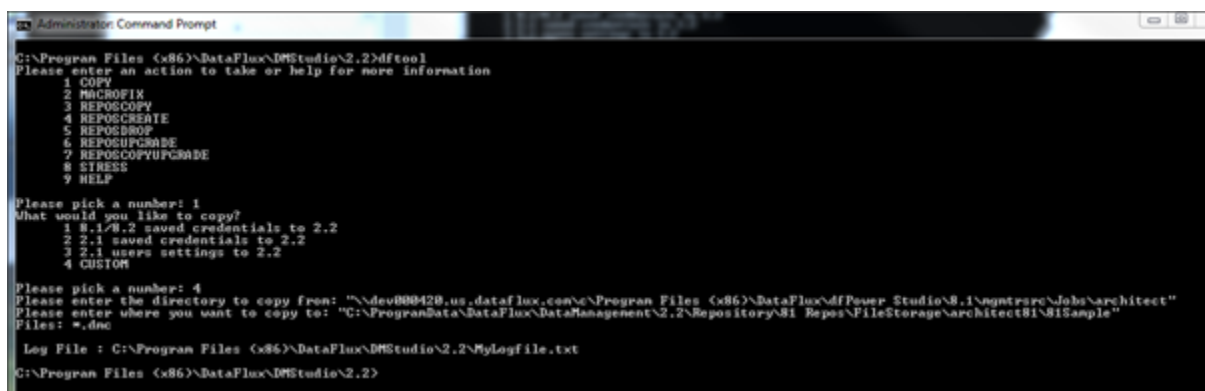 Administrator: Command Prompt
C:\Program Files (x86)\DataFlux\DMStudio\2.2>dftool
Please enter an action to take or help for more information
1 COPY
2 MACROFIX
3 REPOSCOPY
4 REPOSCREATE
5 REPOSDROP
6 REPOSUPGRADE
7 REPOSCOPYUPGRADE
8 STRESS
9 HELP
Please pick a number: 1
What would you like to copy?
1 8.1/8.2 saved credentials to 2.2
2 2.1 saved credentials to 2.2
3 2.1 users settings to 2.2
4 CUSTOM
Please pick a number: 4
Please enter the directory to copy from: "\\dev000420.us.dataflux.com\c\Program Files (x86)\DataFlux\dfPower Studio\8.1\mgmtrsrc\Jobs\architect"
Please enter where you want to copy to: "C:\ProgramData\DataFlux\DataManagement\2.2\Repository\81 Repos\FileStorage\architect81\81Sample"
Files: *.dmc
Log File : C:\Program Files (x86)\DataFlux\DMStudio\2.2\MyLogfile.txt
C:\Program Files (x86)\DataFlux\DMStudio\2.2>